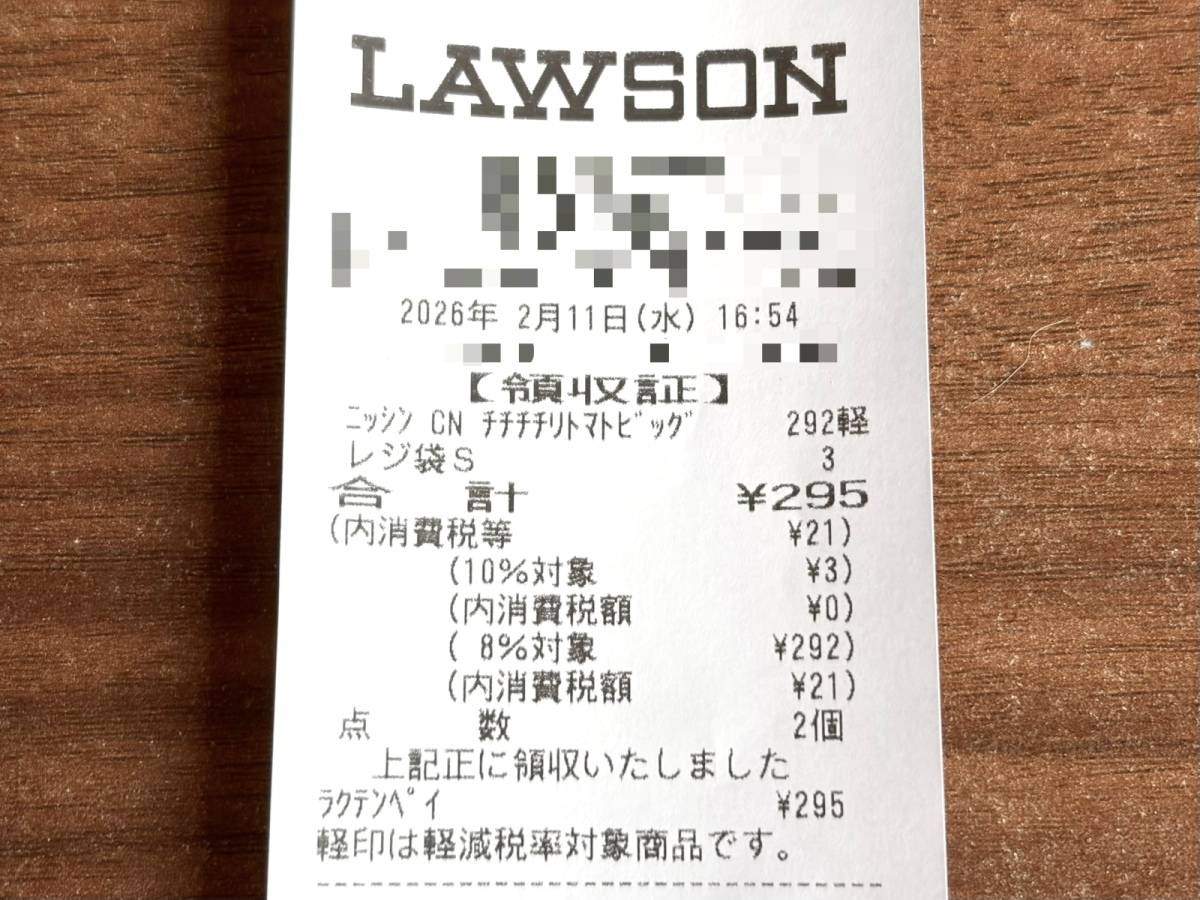 LAWSON
2026年 2月11日(水) 16:54
【領収証】
ﾆｯｼﾝ CN ﾁﾁﾁﾁﾘﾄﾏﾄﾋﾞｯｸﾞ 292軽
レジ袋S 3
合 計 ¥295
(内消費税等 ¥21)
(10%対象 ¥3)
(内消費税額 ¥0)
( 8%対象 ¥292)
(内消費税額 ¥21)
点 数 2個
上記正に領収いたしました
ﾗｸﾃﾝﾍﾟｲ ¥295
軽印は軽減税率対象商品です。